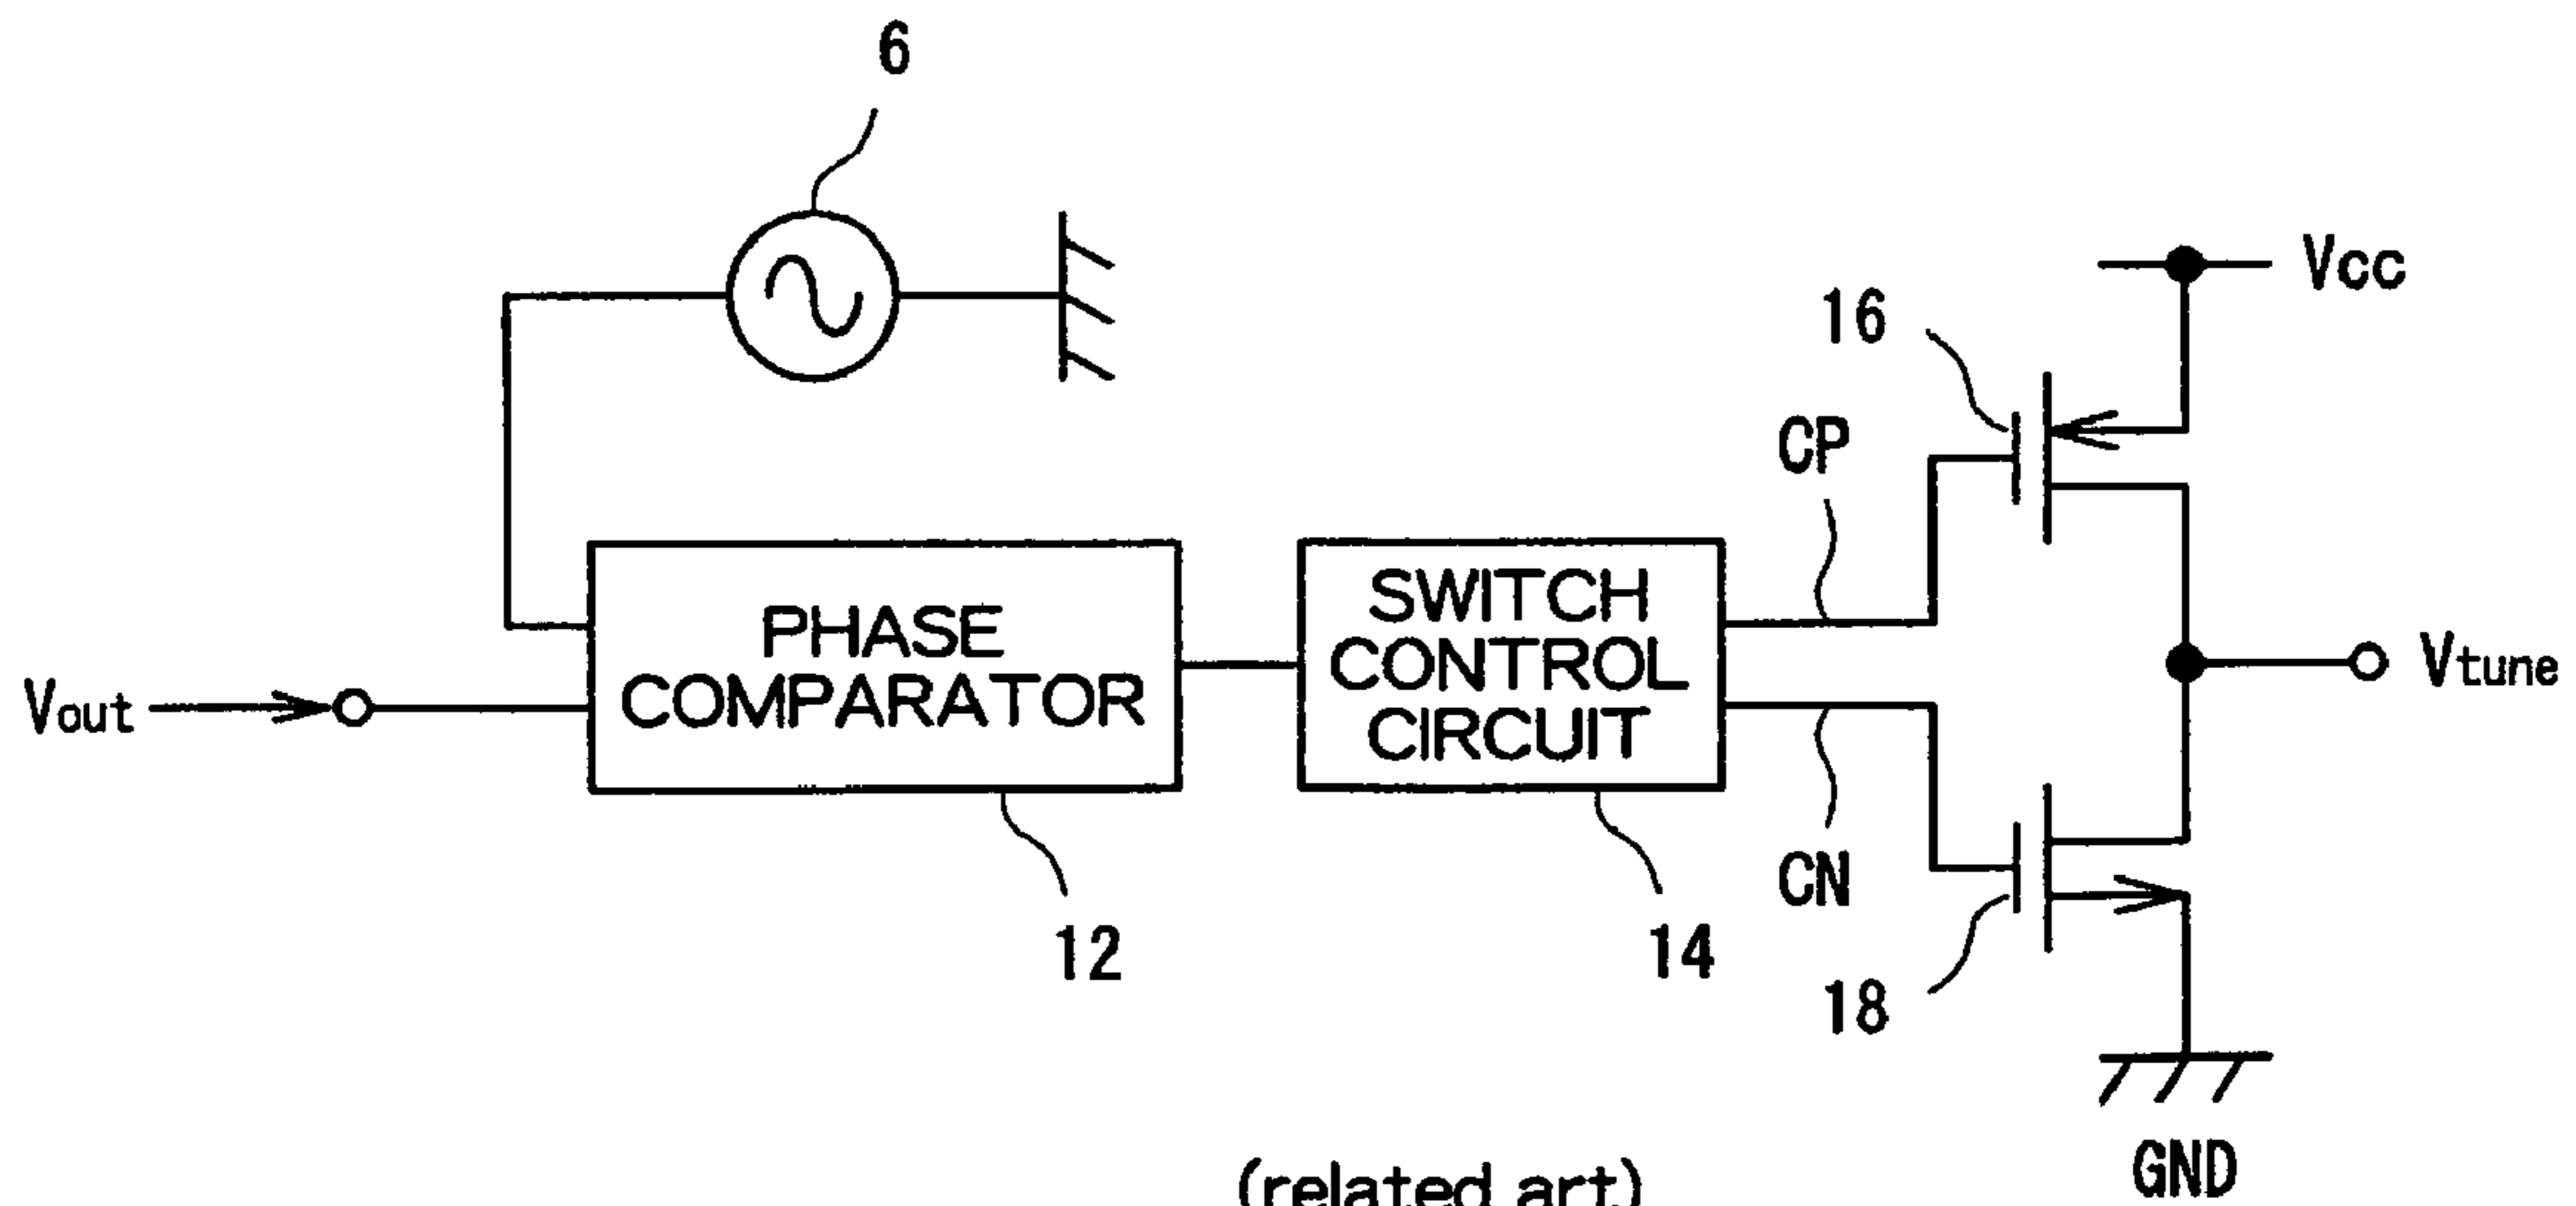 6
Vcc
16
CP
PHASE
COMPARATOR
SWITCH
CONTROL
CIRCUIT
Vout
Vtune
CN
12
14
18
GND
(related art)